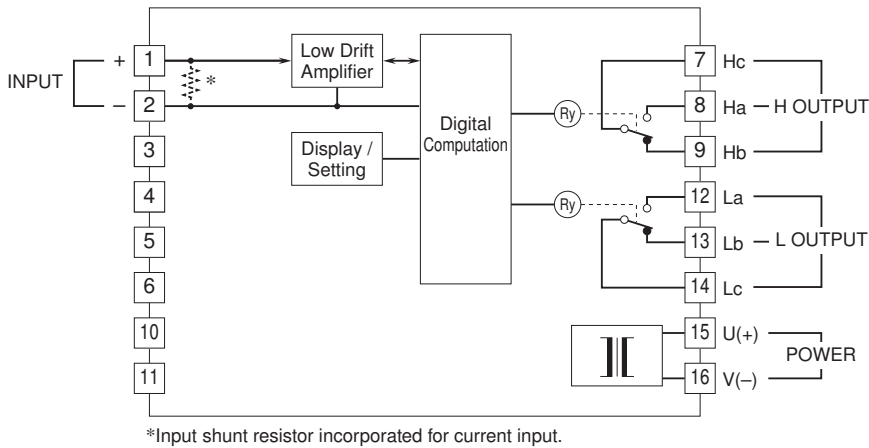 INPUT
+ 1
– 2
3
4
5
6
10
11
*
Low Drift
Amplifier
Display /
Setting
Digital
Computation
Ry
Ry
7 Hc
8 Ha H OUTPUT
9 Hb
12 La
13 Lb L OUTPUT
14 Lc
15 U(+)
POWER
16 V(–)
*Input shunt resistor incorporated for current input.